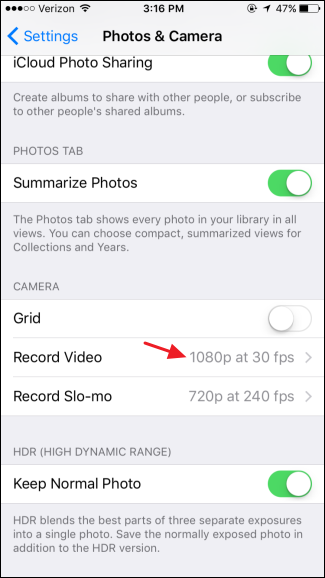 Verizon 3:16 PM 47%
Settings Photos & Camera
iCloud Photo Sharing
Create albums to share with other people, or subscribe
to other people's shared albums.
PHOTOS TAB
Summarize Photos
The Photos tab shows every photo in your library in all
views. You can choose compact, summarized views for
Collections and Years.
CAMERA
Grid
Record Video 1080p at 30 fps
Record Slo-mo 720p at 240 fps
HDR (HIGH DYNAMIC RANGE)
Keep Normal Photo
HDR blends the best parts of three separate exposures
into a single photo. Save the normally exposed photo in
addition to the HDR version.